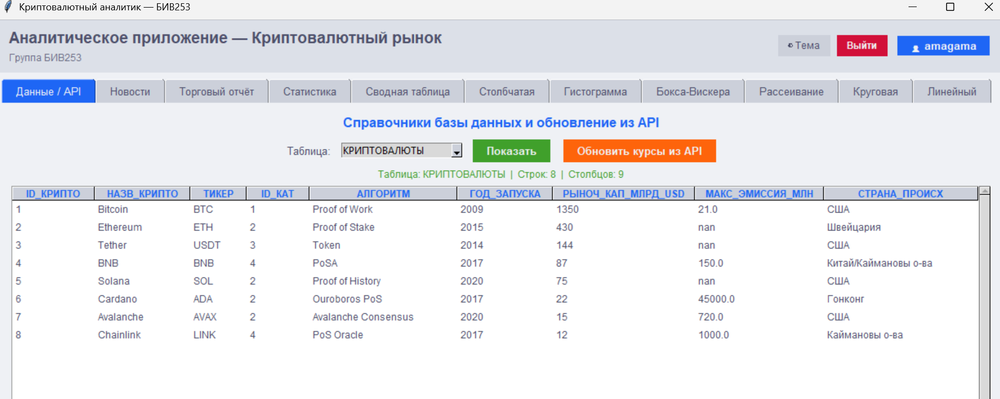 Криптовалютный аналитик — БИВ253
Аналитическое приложение — Криптовалютный рынок
Группа БИВ253
Тема Выйти amagama
Данные / API Новости Торговый отчёт Статистика Сводная таблица Столбчатая Гистограмма Бокса-Вискера Рассеивание Круговая Линейный
Справочники базы данных и обновление из API
Таблица: КРИПТОВАЛЮТЫ Показать Обновить курсы из API
Таблица: КРИПТОВАЛЮТЫ | Строк: 8 | Столбцов: 9
ID_КРИПТО НАЗВ_КРИПТО ТИКЕР ID_КАТ АЛГОРИТМ ГОД_ЗАПУСКА РЫНОЧ_КАП_МЛРД_USD МАКС_ЭМИССИЯ_МЛН СТРАНА_ПРОИСХ
1 Bitcoin BTC 1 Proof of Work 2009 1350 21.0 США
2 Ethereum ETH 2 Proof of Stake 2015 430 nan Швейцария
3 Tether USDT 3 Token 2014 144 nan США
4 BNB BNB 4 PoSA 2017 87 150.0 Китай/Каймановы о-ва
5 Solana SOL 2 Proof of History 2020 75 nan США
6 Cardano ADA 2 Ouroboros PoS 2017 22 45000.0 Гонконг
7 Avalanche AVAX 2 Avalanche Consensus 2020 15 720.0 США
8 Chainlink LINK 4 PoS Oracle 2017 12 1000.0 Каймановы о-ва